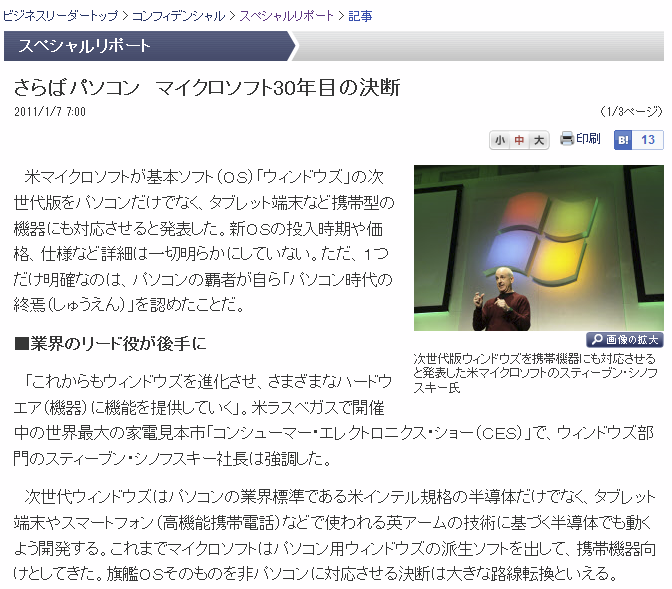 ビジネスリーダートップ > コンフィデンシャル > スペシャルリポート > 記事
スペシャルリポート
さらばパソコン　マイクロソフト30年目の決断
2011/1/7 7:00
（1/3ページ）
小 中 大 印刷 B! 13
　米マイクロソフトが基本ソフト（ＯＳ）「ウィンドウズ」の次
世代版をパソコンだけでなく、タブレット端末など携帯型の
機器にも対応させると発表した。新ＯＳの投入時期や価
格、仕様など詳細は一切明らかにしていない。ただ、１つ
だけ明確なのは、パソコンの覇者が自ら「パソコン時代の
終焉（しゅうえん）」を認めたことだ。
画像の拡大
次世代版ウィンドウズを携帯機器にも対応させる
と発表した米マイクロソフトのスティーブン・シノフ
スキー氏
■業界のリード役が後手に
　「これからもウィンドウズを進化させ、さまざまなハードウ
エア（機器）に機能を提供していく」。米ラスベガスで開催
中の世界最大の家電見本市「コンシューマー・エレクトロニクス・ショー（ＣＥＳ）」で、ウィンドウズ部
門のスティーブン・シノフスキー社長は強調した。
　次世代ウィンドウズはパソコンの業界標準である米インテル規格の半導体だけでなく、タブレット
端末やスマートフォン（高機能携帯電話）などで使われる英アームの技術に基づく半導体でも動く
よう開発する。これまでマイクロソフトはパソコン用ウィンドウズの派生ソフトを出して、携帯機器向
けとしてきた。旗艦ＯＳそのものを非パソコンに対応させる決断は大きな路線転換といえる。